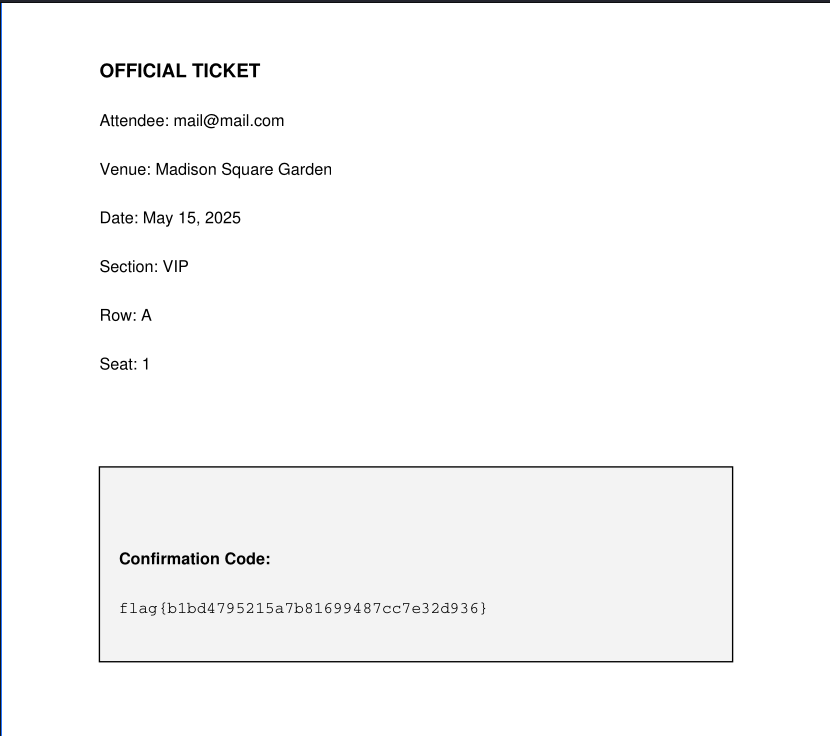 OFFICIAL TICKET
Attendee: mail@mail.com
Venue: Madison Square Garden
Date: May 15, 2025
Section: VIP
Row: A
Seat: 1
Confirmation Code:
flag{b1bd4795215a7b81699487cc7e32d936}